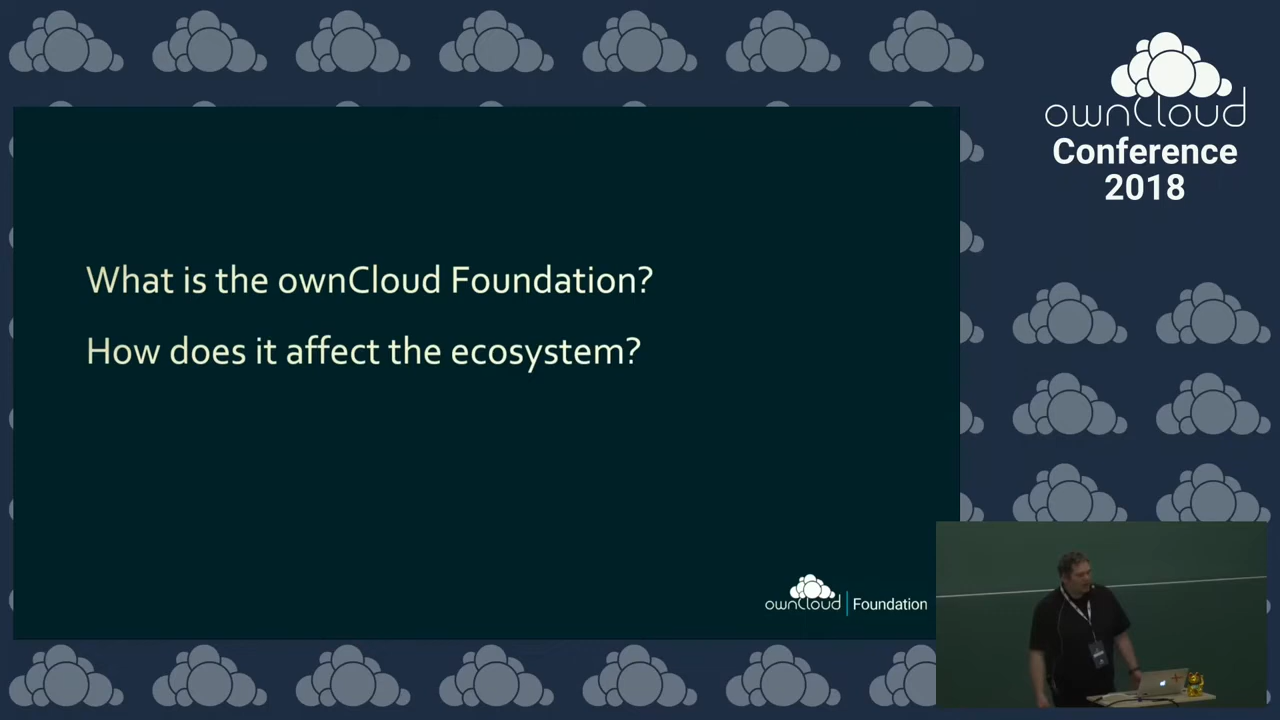 ownCloud
Conference
2018
What is the ownCloud Foundation?
How does it affect the ecosystem?
ownCloud | Foundation